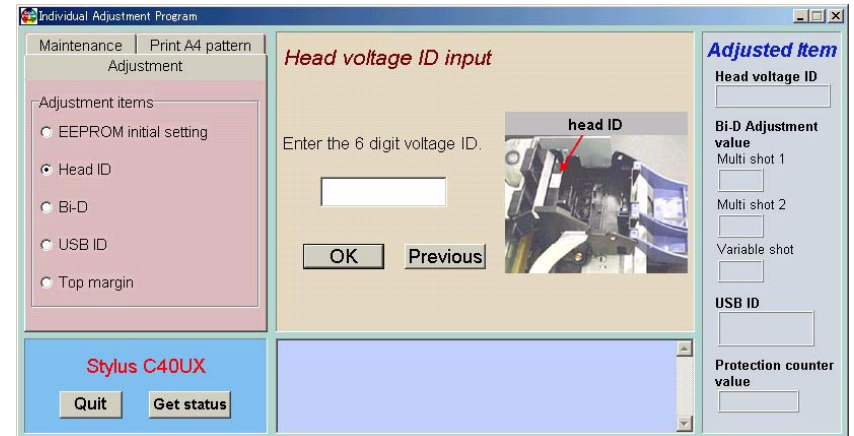 Individual Adjustment Program
Maintenance
Print A4 pattern
Adjustment
Adjustment items
EEPROM initial setting
Head ID
Bi-D
USB ID
Top margin
Stylus C40UX
Quit
Get status
Head voltage ID input
Enter the 6 digit voltage ID.
head ID
OK
Previous
Adjusted Item
Head voltage ID
Bi-D Adjustment
value
Multi shot 1
Multi shot 2
Variable shot
USB ID
Protection counter
value